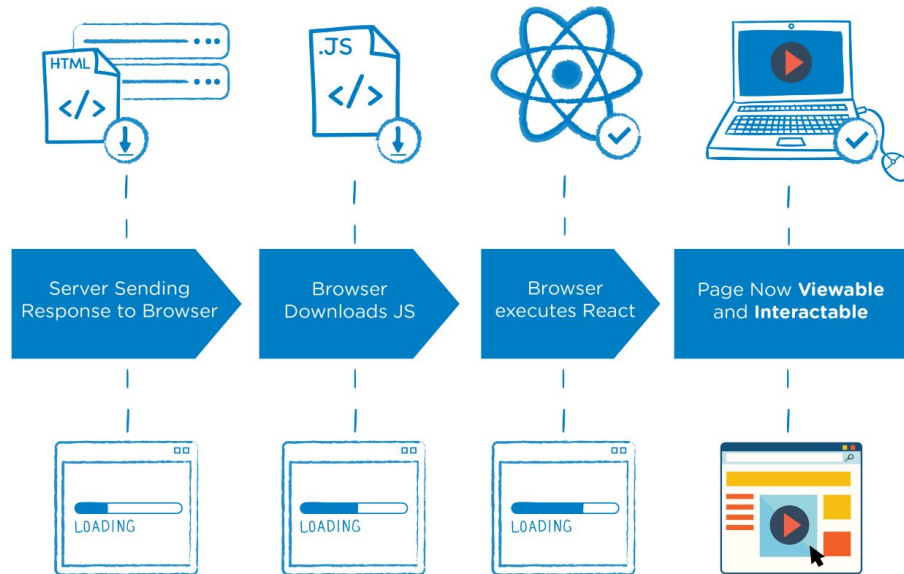 HTML
</>
.JS
</>
Server Sending
Response to Browser
Browser
Downloads JS
Browser
executes React
Page Now Viewable
and Interactable
LOADING
LOADING
LOADING